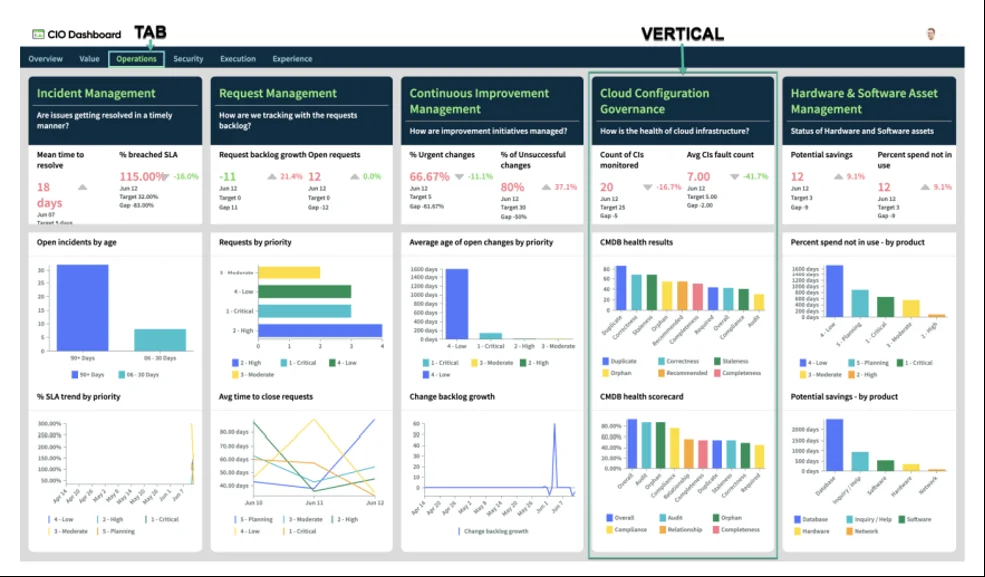 CIO Dashboard
TAB
VERTICAL
Overview Value Operations Security Execution Experience
Incident Management
Are issues getting resolved in a timely
manner?
Mean time to
resolve
18
days
Jun 07
Target 5 days
% breached SLA
115.00% -16.0%
Jun 12
Target 32.00%
Gap -83.00%
Open incidents by age
30
25
20
15
10
5
0
90+ Days 06 - 30 Days
90+ Days 06 - 30 Days
% SLA trend by priority
300.00%
250.00%
200.00%
150.00%
100.00%
50.00%
Apr 14 Apr 20 Apr 26 May 2 May 8 May 14 May 20 May 26 Jun 1 Jun 7
4 - Low 2 - High 1 - Critical
3 - Moderate 5 - Planning
Request Management
How are we tracking with the requests
backlog?
Request backlog growth
-11 21.4%
Jun 12
Target 0
Gap 11
Open requests
12 0.0%
Jun 12
Target 0
Gap -12
Requests by priority
3 - Moderate
4 - Low
1 - Critical
2 - High
0 1 2 3 4
2 - High 1 - Critical 4 - Low
3 - Moderate
Avg time to close requests
80.00 days
70.00 days
60.00 days
50.00 days
40.00 days
Jun 10 Jun 11 Jun 12
5 - Planning 3 - Moderate 2 - High
4 - Low 1 - Critical
Continuous Improvement
Management
How are improvement initiatives managed?
% Urgent changes
66.67% -11.1%
Jun 12
Target 5
Gap -61.67%
% of Unsuccessful
changes
80% 37.1%
Jun 12
Target 30
Gap -50%
Average age of open changes by priority
1600 days
1400 days
1200 days
1000 days
800 days
600 days
400 days
200 days
0 days
4 - Low 1 - Critical 2 - High 3 - Moderate
1 - Critical 3 - Moderate 2 - High
4 - Low
Change backlog growth
60
50
40
30
20
10
0
Apr 14 Apr 20 Apr 26 May 2 May 8 May 14 May 20 May 26 Jun 1 Jun 7
Change backlog growth
Cloud Configuration
Governance
How is the health of cloud infrastructure?
Count of CIs
monitored
20 -16.7%
Jun 12
Target 25
Gap -5
Avg CIs fault count
7.00 -41.7%
Jun 12
Target 5.00
Gap -2.00
CMDB health results
80
60
40
20
0
Duplicate Correctness Staleness Orphan Recommended Completeness Required Overall Compliance Audit
Duplicate Correctness Staleness
Orphan Recommended Completeness
CMDB health scorecard
80.00%
60.00%
40.00%
20.00%
0.00%
Overall Audit Orphan Compliance Relationship Completeness Duplicate Staleness Correctness Required
Overall Audit Orphan
Compliance Relationship Completeness
Hardware & Software Asset
Management
Status of Hardware and Software assets
Potential savings
12 9.1%
Jun 12
Target 3
Gap -9
Percent spend not in
use
12 9.1%
Jun 12
Target 3
Gap -9
Percent spend not in use - by product
1600 days
1400 days
1200 days
1000 days
800 days
600 days
400 days
200 days
0 days
4 - Low 5 - Planning 1 - Critical 3 - Moderate 2 - High
4 - Low 5 - Planning 1 - Critical
3 - Moderate 2 - High
Potential savings - by product
2000 days
1500 days
1000 days
500 days
0 days
Database Inquiry / Help Software Hardware Network
Database Inquiry / Help Software
Hardware Network